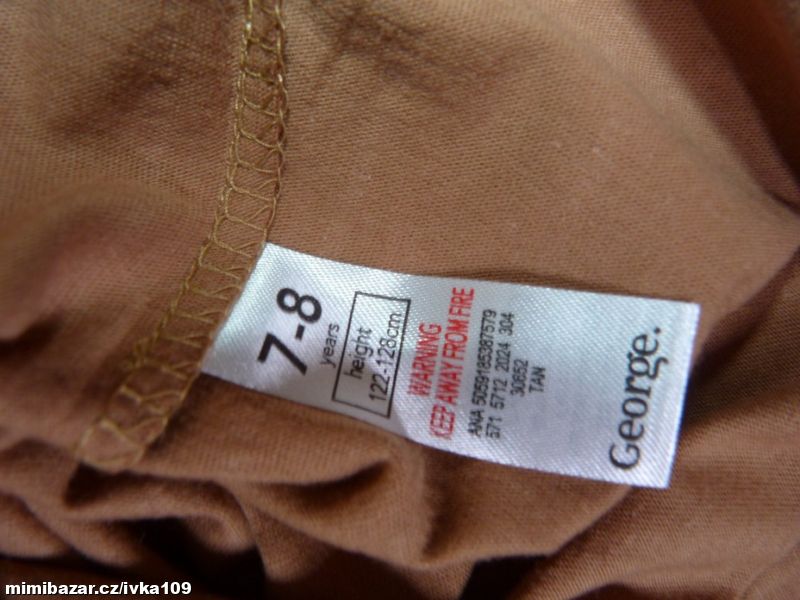 7-8
years
height
122-128cm
WARNING
KEEP AWAY FROM FIRE
ANA 5059185387579
571 5712 2024 304
30852
TAN
George.
mimibazar.cz/ivka109